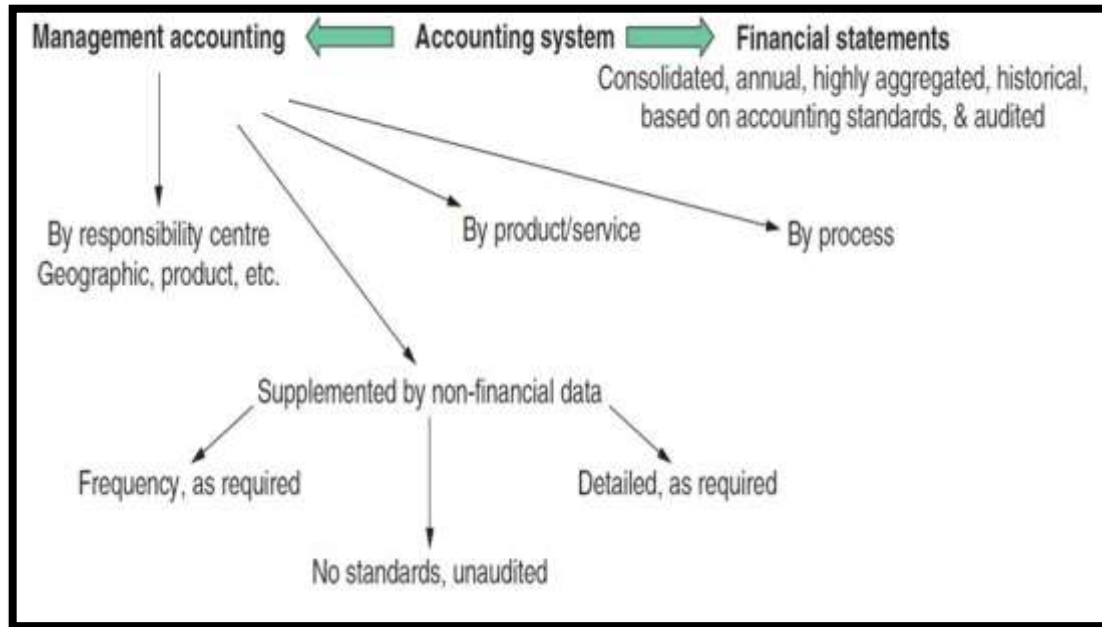 Management accounting
Accounting system
Financial statements
Consolidated, annual, highly aggregated, historical,
based on accounting standards, & audited
By responsibility centre
Geographic, product, etc.
By product/service
By process
Supplemented by non-financial data
Frequency, as required
Detailed, as required
No standards, unaudited